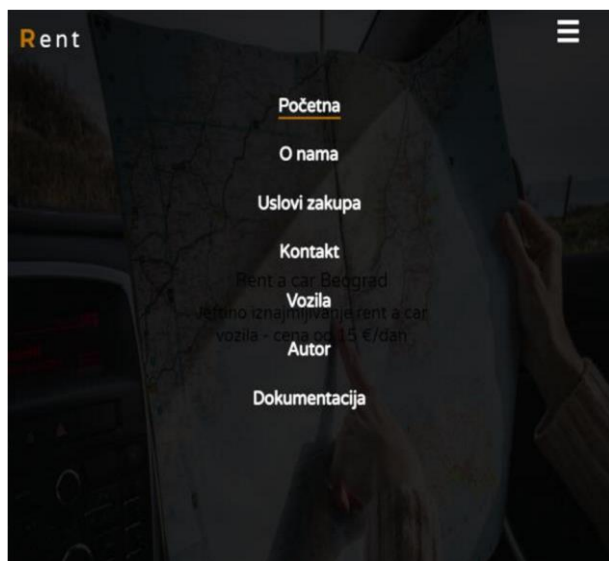 Rent
Početna
O nama
Uslovi zakupa
Kontakt
Rent a car Beograd
Vozila
Jeftino iznajmljivanje rent a car
vozila - cena od 15 €/dan
Autor
Dokumentacija